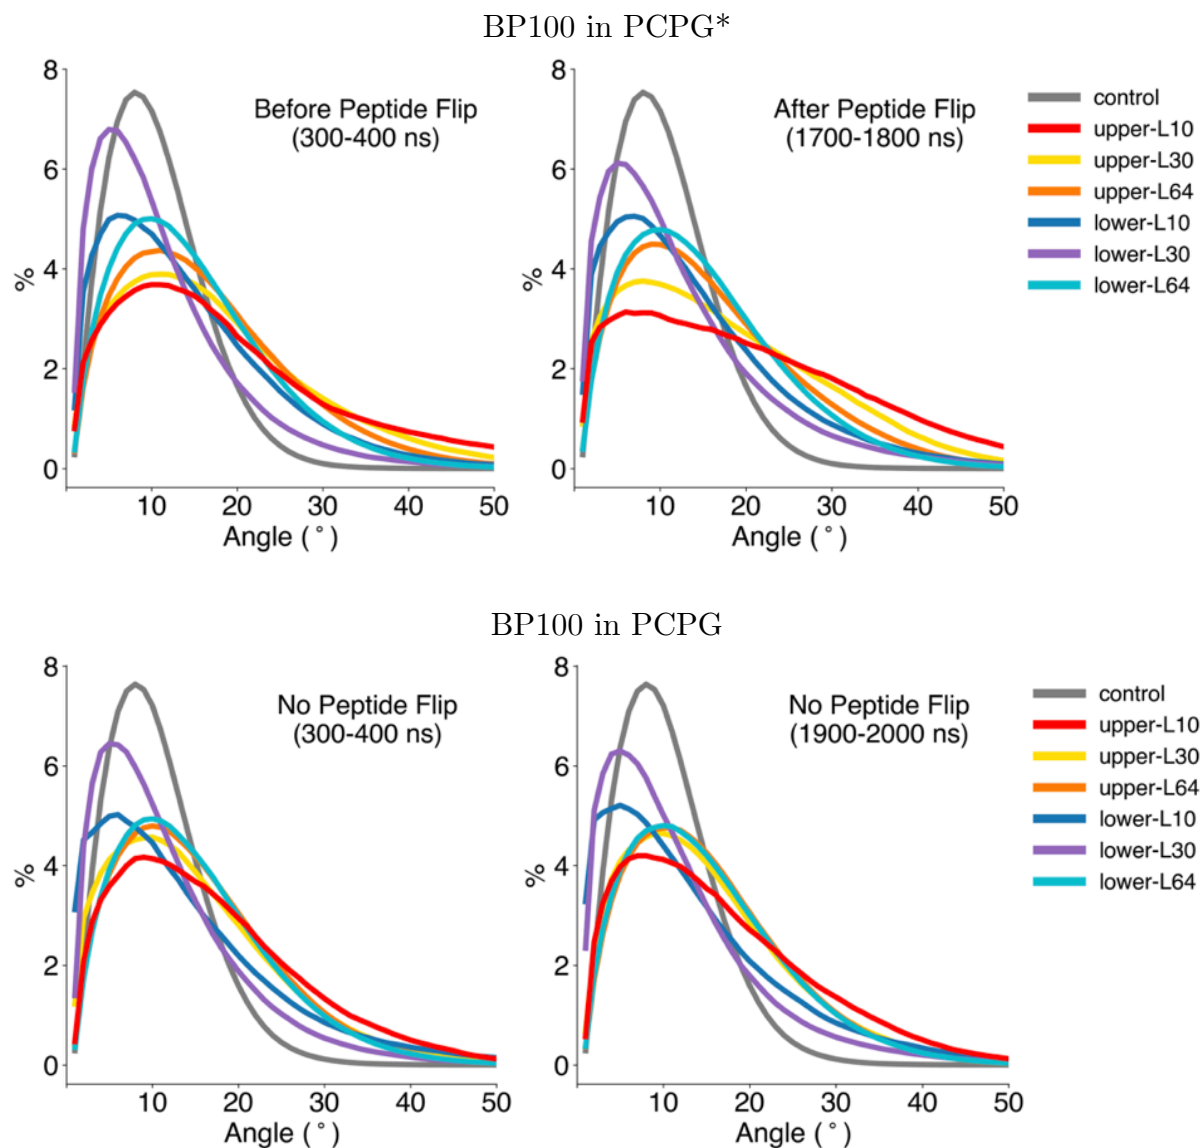 BP100 in PCPG*
Before Peptide Flip
(300-400 ns)
%
8
6
4
2
0
10 20 30 40 50
Angle (°)
After Peptide Flip
(1700-1800 ns)
%
8
6
4
2
0
10 20 30 40 50
Angle (°)
control
upper-L10
upper-L30
upper-L64
lower-L10
lower-L30
lower-L64
BP100 in PCPG
No Peptide Flip
(300-400 ns)
%
8
6
4
2
0
10 20 30 40 50
Angle (°)
No Peptide Flip
(1900-2000 ns)
%
8
6
4
2
0
10 20 30 40 50
Angle (°)
control
upper-L10
upper-L30
upper-L64
lower-L10
lower-L30
lower-L64